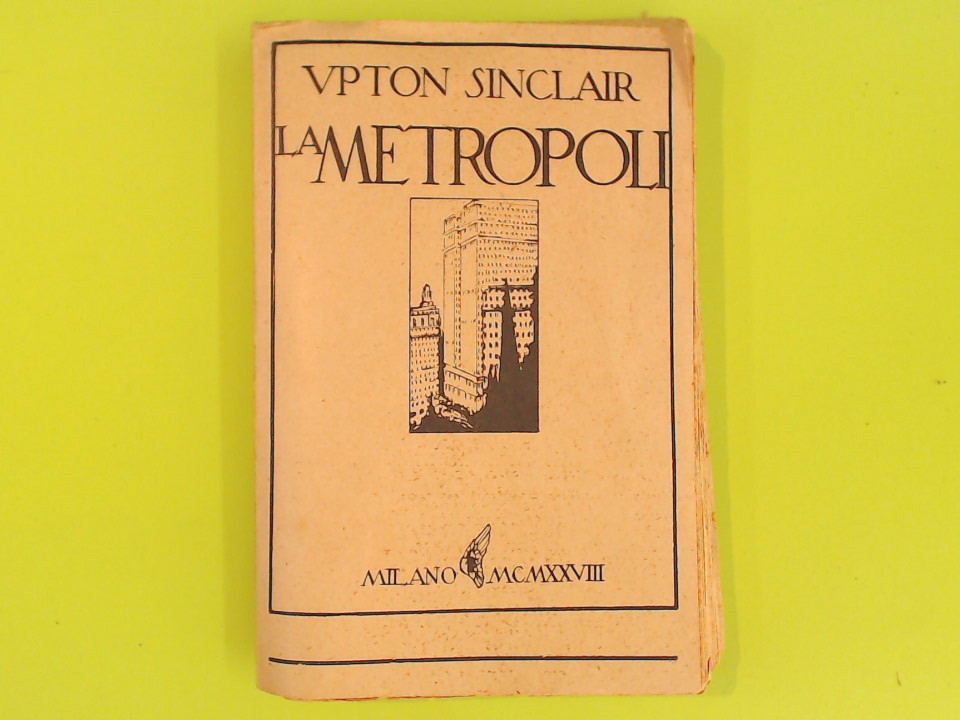 VPTON SINCLAIR
LA METROPOLI
MILANO MCMXXVIII